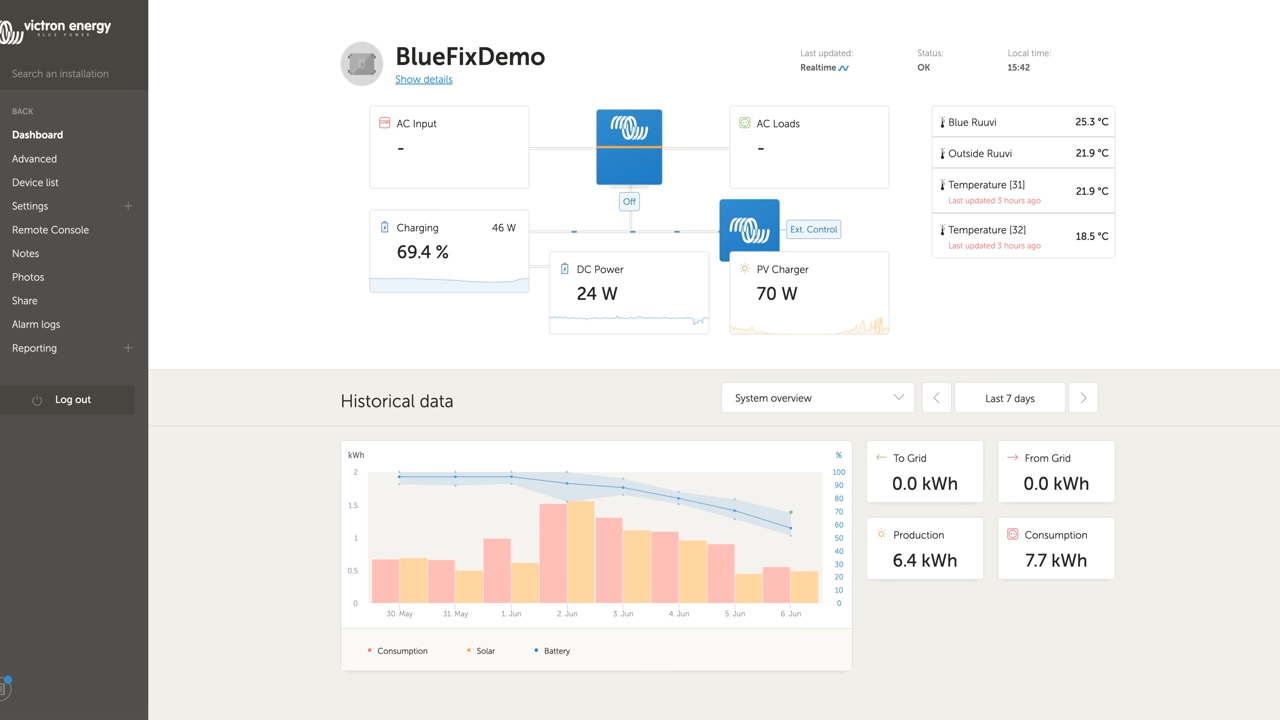 victron energy
BLUE POWER
Search an installation
BACK
Dashboard
Advanced
Device list
Settings
Remote Console
Notes
Photos
Share
Alarm logs
Reporting
Log out
BlueFixDemo
Show details
Last updated:
Realtime
Status:
OK
Local time:
15:42
AC Input
-
AC Loads
-
Off
Charging 46 W
69.4 %
Ext. Control
DC Power
24 W
PV Charger
70 W
Blue Ruuvi 25.3 °C
Outside Ruuvi 21.9 °C
Temperature [31] 21.9 °C
Last updated 3 hours ago
Temperature [32] 18.5 °C
Last updated 3 hours ago
Historical data
System overview
Last 7 days
kWh %
2 100
90
80
1.5
70
60
1 50
40
0.5
30
20
10
0 0
30. May 31. May 1. Jun 2. Jun 3. Jun 4. Jun 5. Jun 6. Jun
Consumption Solar Battery
To Grid
0.0 kWh
From Grid
0.0 kWh
Production
6.4 kWh
Consumption
7.7 kWh